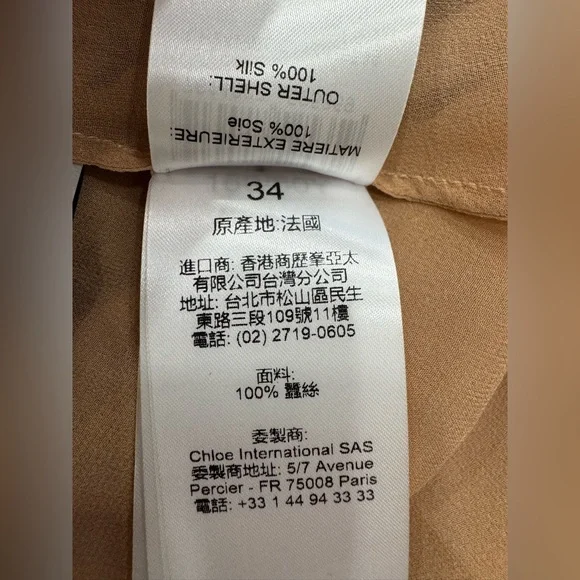 MATIERE EXTERIEURE:
100% Soie
OUTER SHELL:
100% Silk
34
原產地:法國
進口商: 香港商歷峯亞太
有限公司台灣分公司
地址: 台北市松山區民生
東路三段109號11樓
電話: (02) 2719-0605
面料:
100% 蠶絲
委製商:
Chloe International SAS
委製商地址: 5/7 Avenue
Percier - FR 75008 Paris
電話: +33 1 44 94 33 33